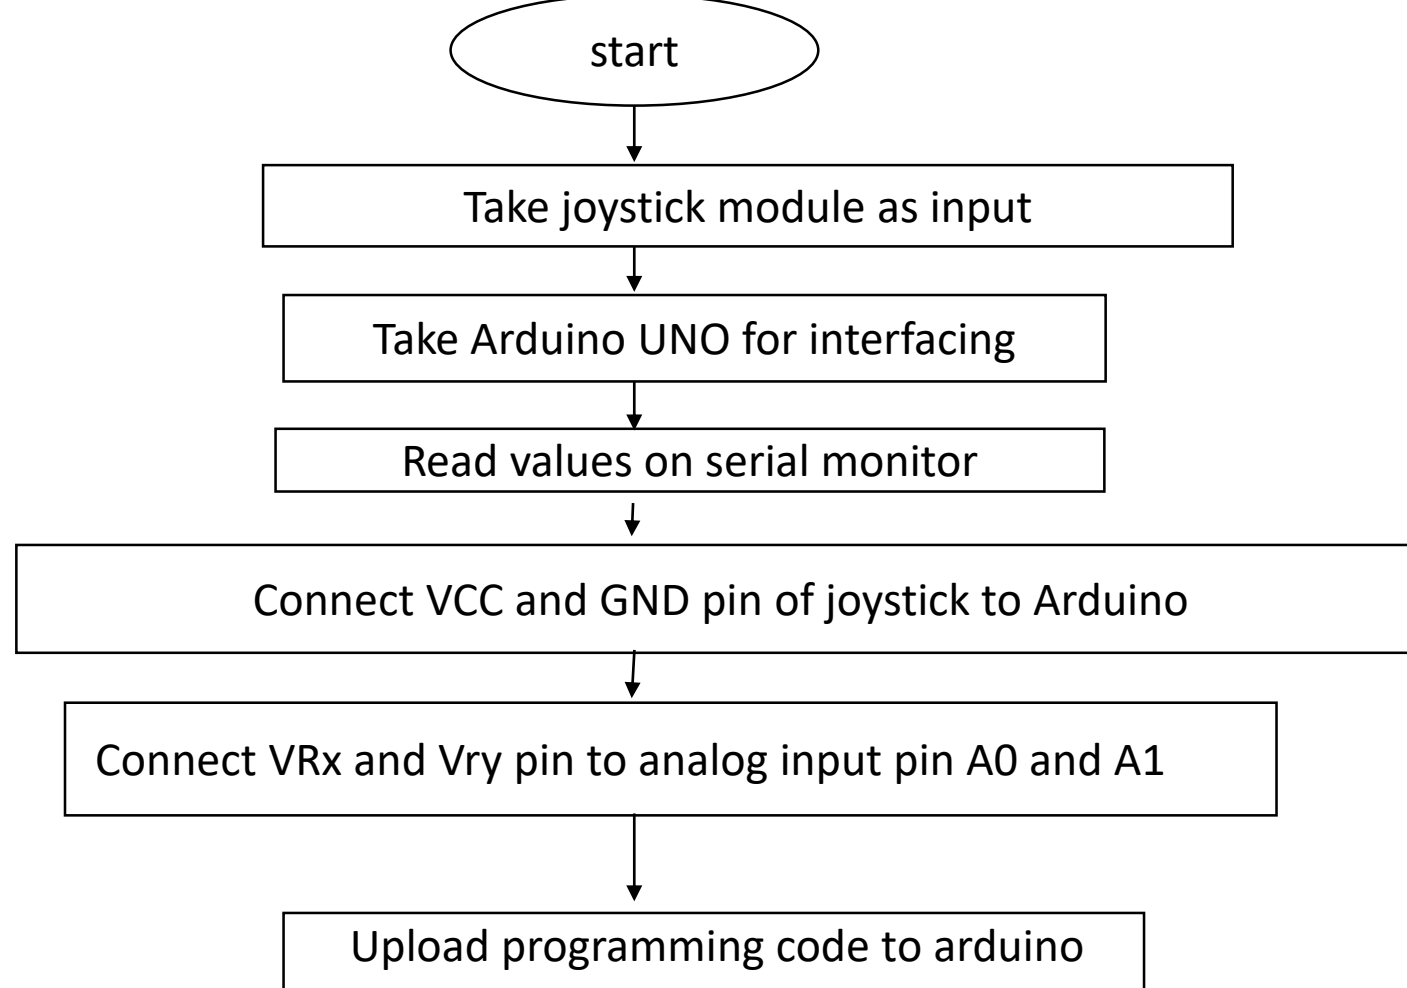 start
Take joystick module as input
Take Arduino UNO for interfacing
Read values on serial monitor
Connect VCC and GND pin of joystick to Arduino
Connect VRx and Vry pin to analog input pin A0 and A1
Upload programming code to arduino